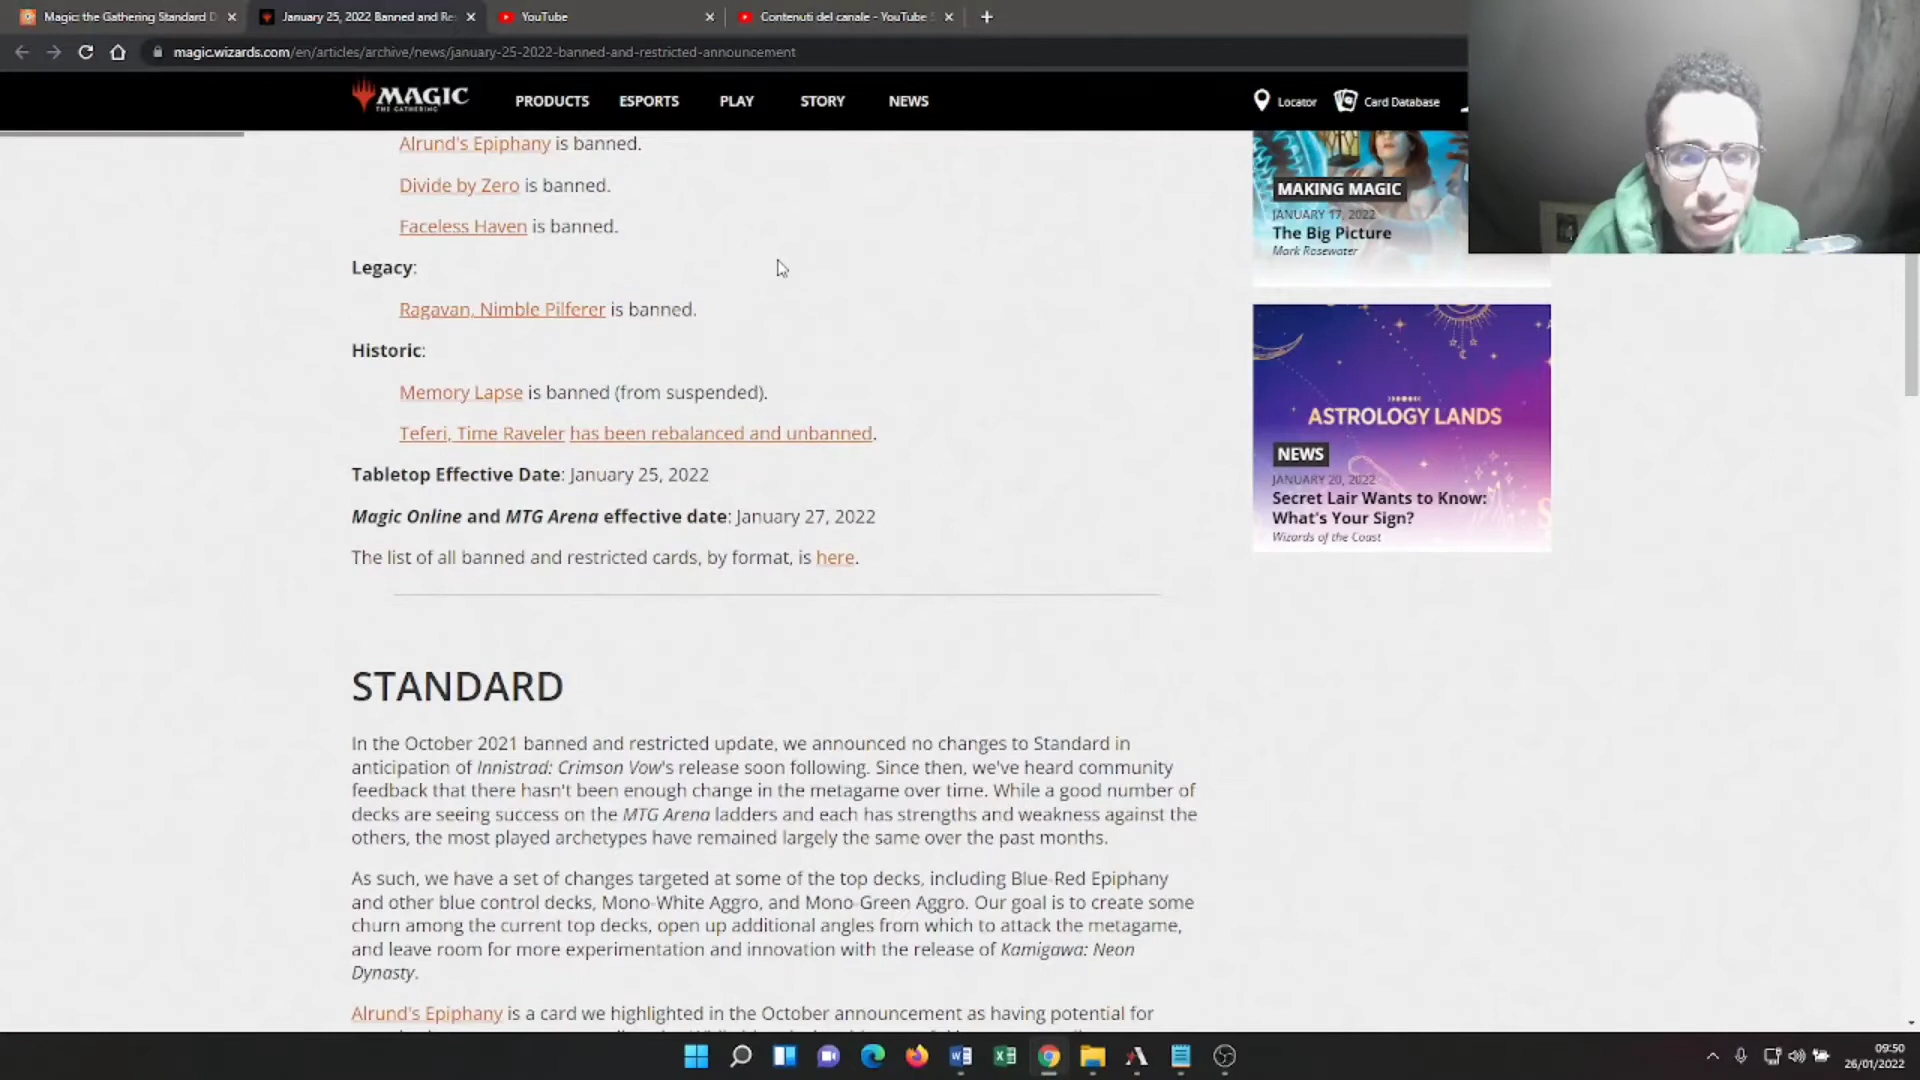 Magic: the Gathering Standard D
January 25, 2022 Banned and Re
YouTube
Contenuti del canale - YouTube S
magic.wizards.com/en/articles/archive/news/january-25-2022-banned-and-restricted-announcement
MAGIC
THE GATHERING
PRODUCTS
ESPORTS
PLAY
STORY
NEWS
Locator
Card Database
Alrund's Epiphany is banned.
Divide by Zero is banned.
Faceless Haven is banned.
Legacy:
Ragavan, Nimble Pilferer is banned.
Historic:
Memory Lapse is banned (from suspended).
Teferi, Time Raveler has been rebalanced and unbanned.
Tabletop Effective Date: January 25, 2022
Magic Online and MTG Arena effective date: January 27, 2022
The list of all banned and restricted cards, by format, is here.
MAKING MAGIC
JANUARY 17, 2022
The Big Picture
Mark Rosewater
ASTROLOGY LANDS
NEWS
JANUARY 20, 2022
Secret Lair Wants to Know:
What's Your Sign?
Wizards of the Coast
STANDARD
In the October 2021 banned and restricted update, we announced no changes to Standard in
anticipation of Innistrad: Crimson Vow's release soon following. Since then, we've heard community
feedback that there hasn't been enough change in the metagame over time. While a good number of
decks are seeing success on the MTG Arena ladders and each has strengths and weakness against the
others, the most played archetypes have remained largely the same over the past months.
As such, we have a set of changes targeted at some of the top decks, including Blue-Red Epiphany
and other blue control decks, Mono-White Aggro, and Mono-Green Aggro. Our goal is to create some
churn among the current top decks, open up additional angles from which to attack the metagame,
and leave room for more experimentation and innovation with the release of Kamigawa: Neon
Dynasty.
Alrund's Epiphany is a card we highlighted in the October announcement as having potential for
09:50
26/01/2022